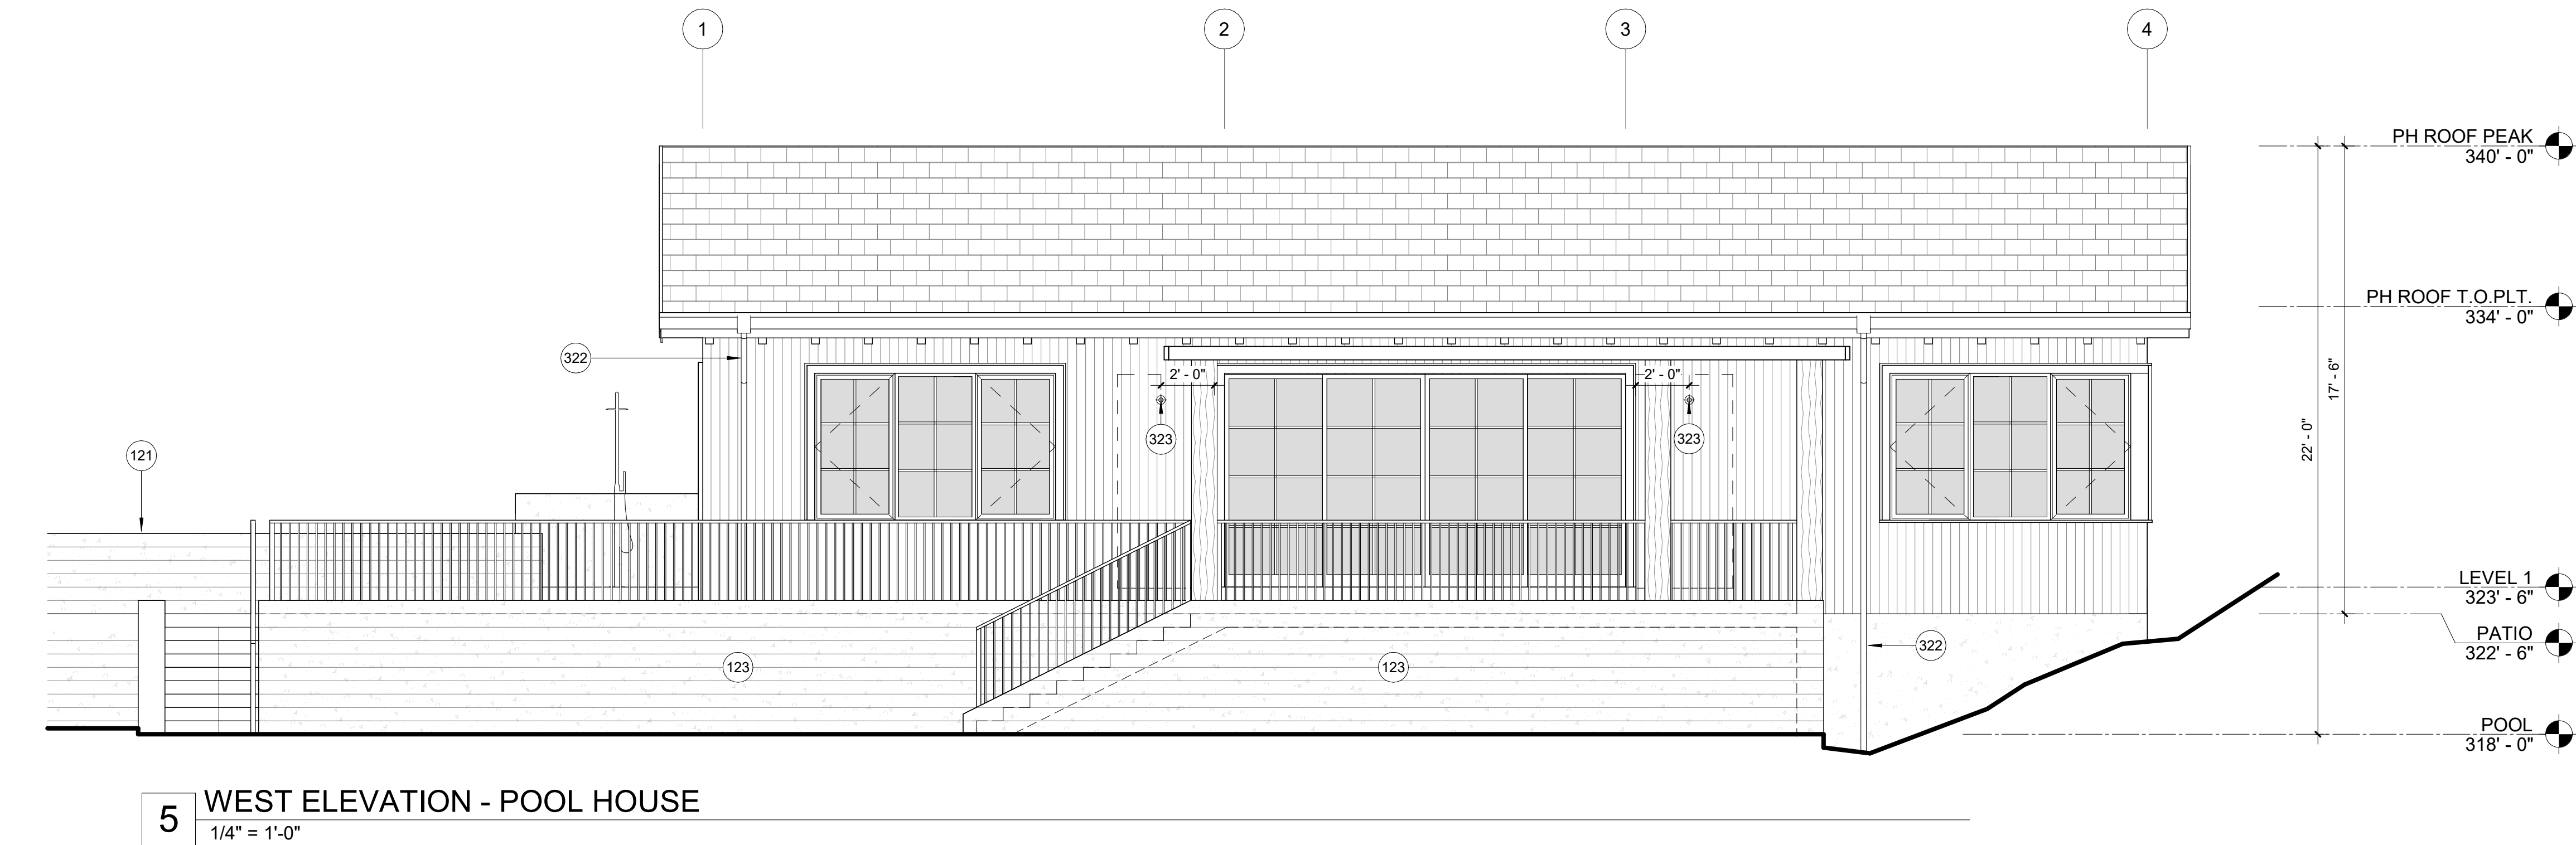 1
2
3
4
PH ROOF PEAK
340' - 0"
PH ROOF T.O.PLT.
334' - 0"
322
2' - 0"
2' - 0"
17' - 6"
22' - 0"
323
323
121
LEVEL 1
323' - 6"
PATIO
322' - 6"
322
123
123
POOL
318' - 0"
5
WEST ELEVATION - POOL HOUSE
1/4" = 1'-0"